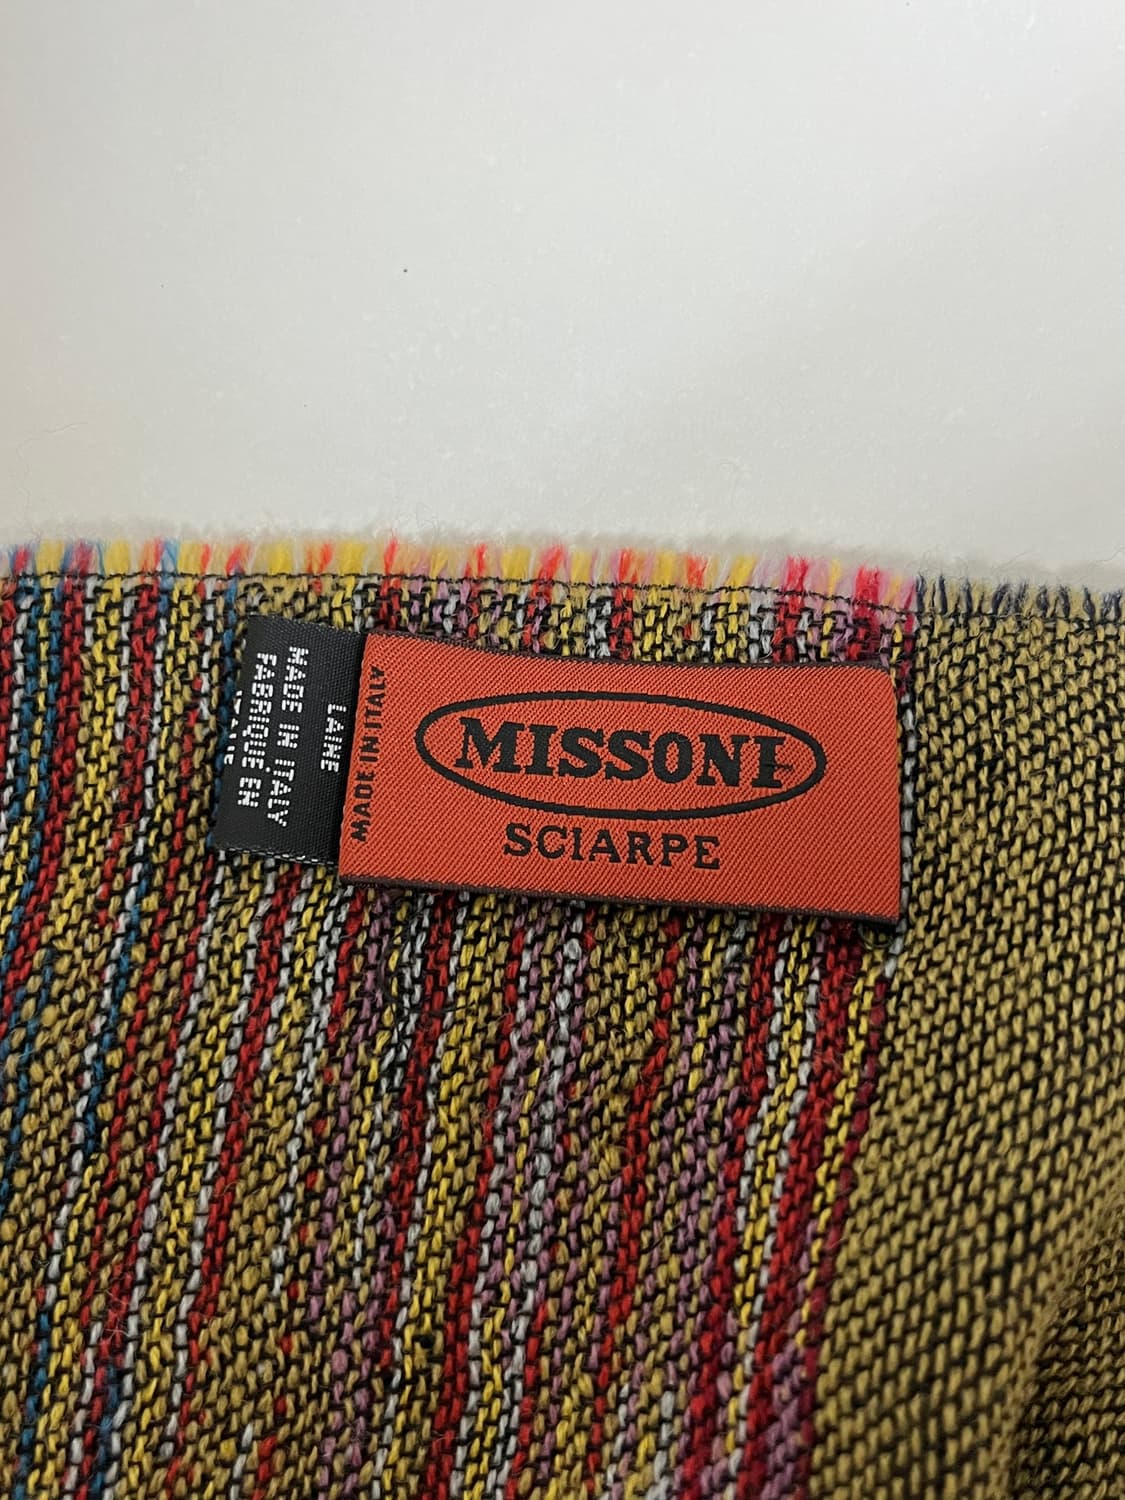 MISSONI
SCIARPE
MADE IN ITALY
LAINE
MADE IN ITALY
FABRIQUE EN